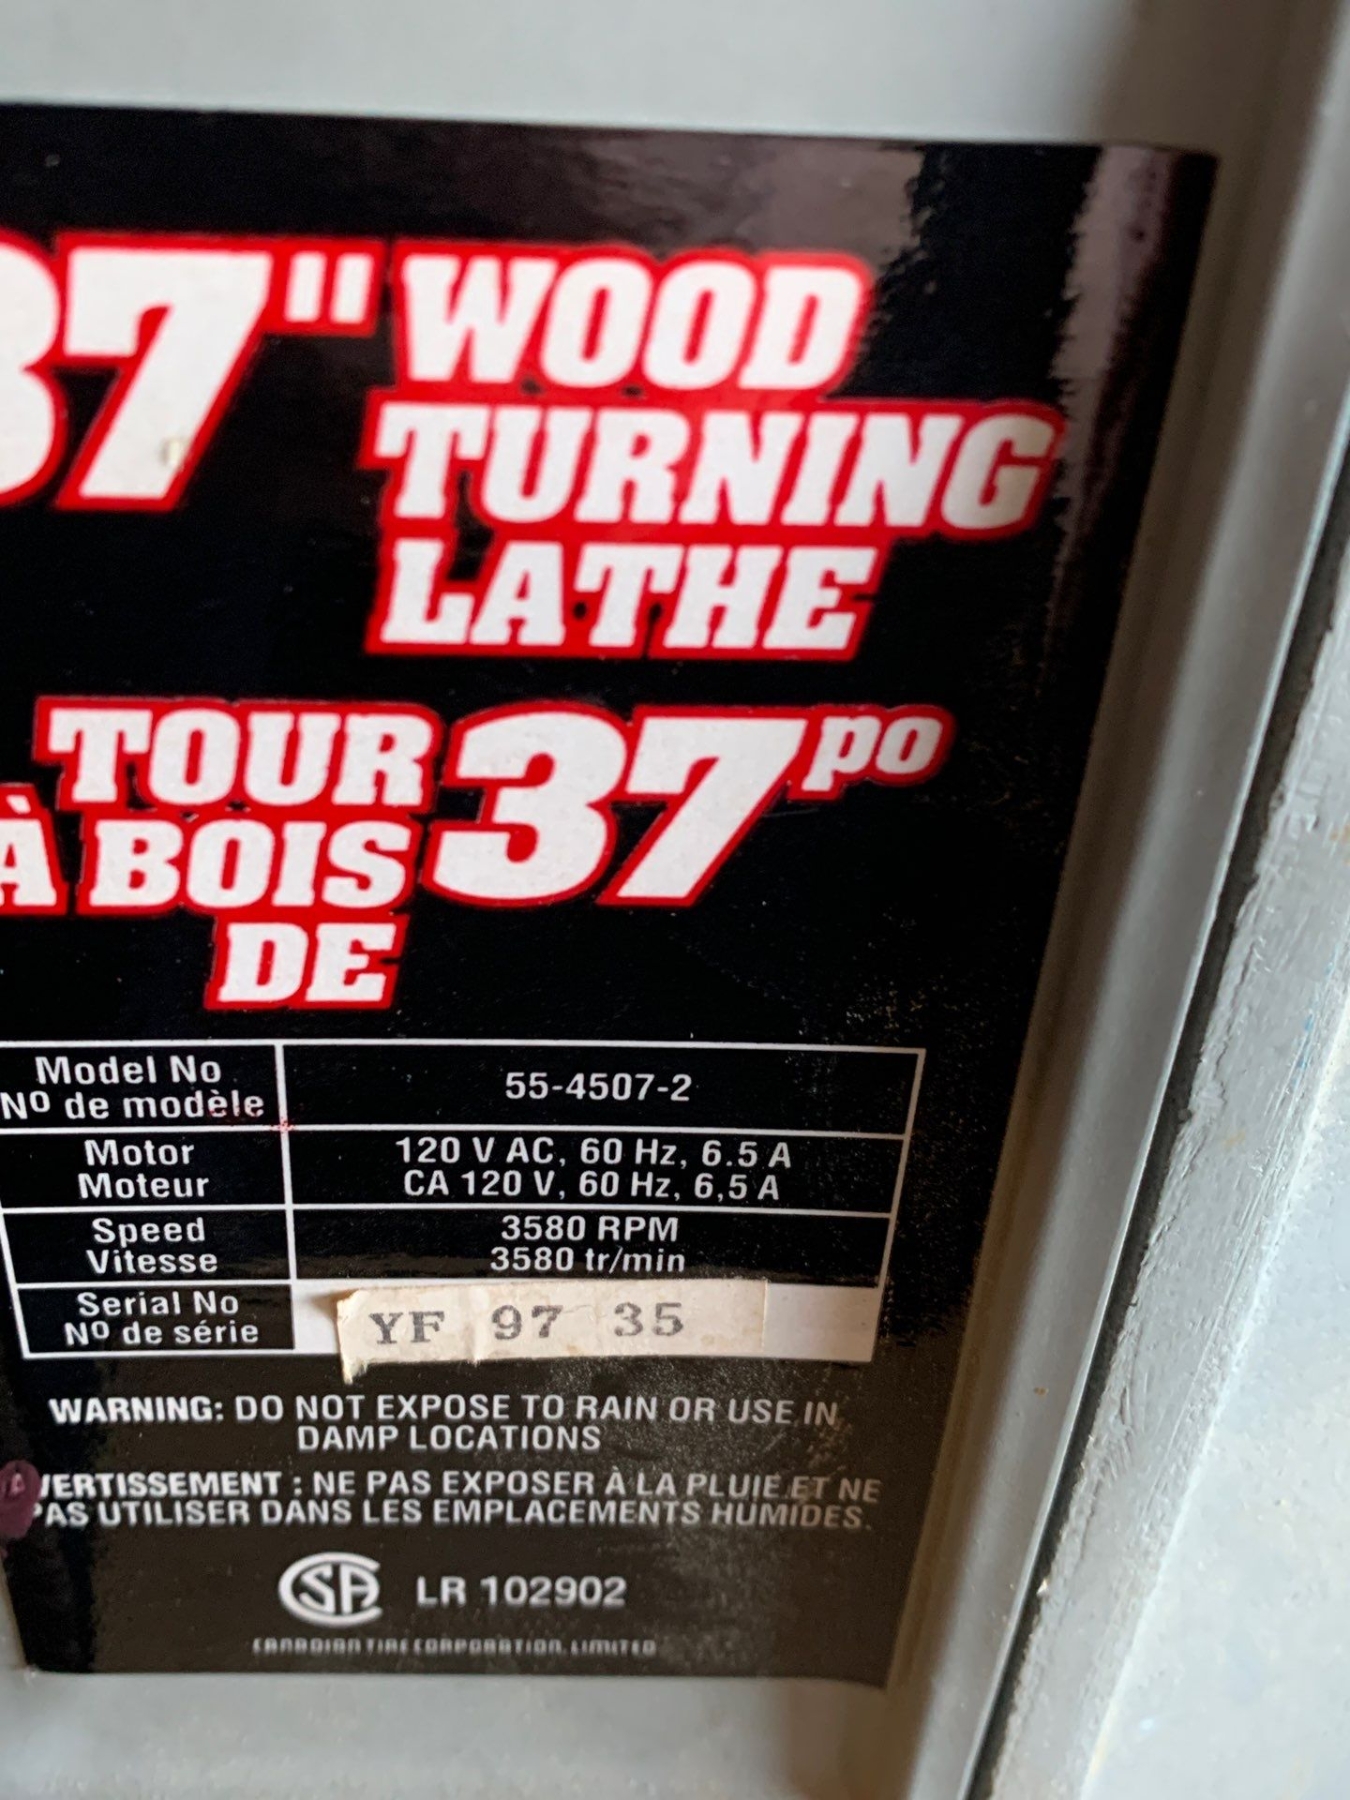 37" WOOD
TURNING
LATHE
TOUR 37 po
À BOIS
DE
Model No
Nº de modèle
55-4507-2
Motor
Moteur
120 V AC, 60 Hz, 6.5 A
CA 120 V, 60 Hz, 6,5 A
Speed
Vitesse
3580 RPM
3580 tr/min
Serial No
Nº de série
YF 97 35
WARNING: DO NOT EXPOSE TO RAIN OR USE IN
DAMP LOCATIONS
VERTISSEMENT : NE PAS EXPOSER À LA PLUIE ET NE
PAS UTILISER DANS LES EMPLACEMENTS HUMIDES.
CSA LR 102902
CANADIAN TIRE CORPORATION, LIMITED